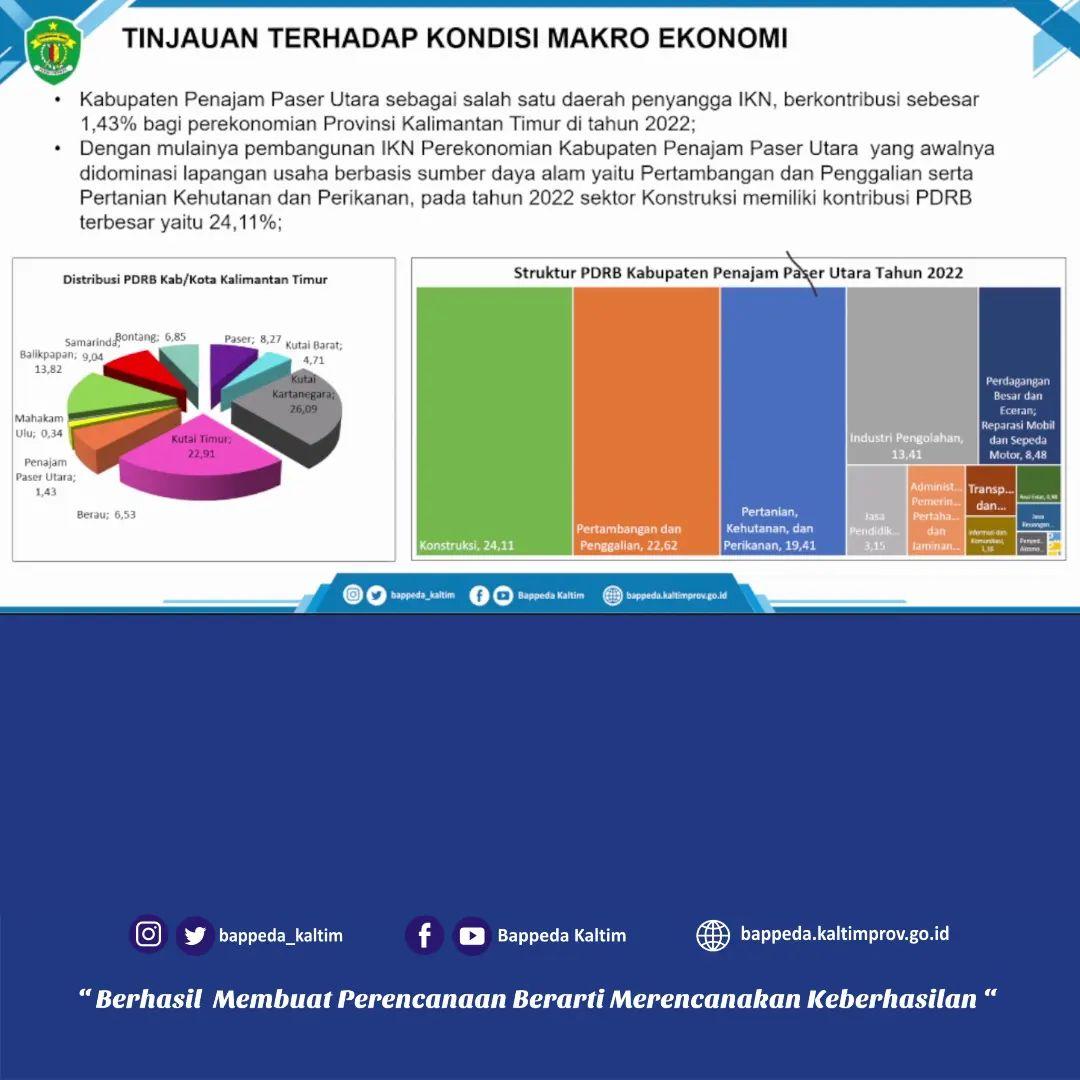 TINJAUAN TERHADAP KONDISI MAKRO EKONOMI
• Kabupaten Penajam Paser Utara sebagai salah satu daerah penyangga IKN, berkontribusi sebesar
1,43% bagi perekonomian Provinsi Kalimantan Timur di tahun 2022;
• Dengan mulainya pembangunan IKN Perekonomian Kabupaten Penajam Paser Utara yang awalnya
didominasi lapangan usaha berbasis sumber daya alam yaitu Pertambangan dan Penggalian serta
Pertanian Kehutanan dan Perikanan, pada tahun 2022 sektor Konstruksi memiliki kontribusi PDRB
terbesar yaitu 24,11%;
Distribusi PDRB Kab/Kota Kalimantan Timur
Paser; 8,27
Kutai Barat;
4,71
Kutai
Kartanegara;
26,09
Kutai Timur;
22,91
Berau; 6,53
Penajam
Paser Utara;
1,43
Mahakam
Ulu; 0,34
Balikpapan;
13,82
Samarinda;
9,04
Bontang; 6,85
Struktur PDRB Kabupaten Penajam Paser Utara Tahun 2022
Konstruksi, 24,11
Pertambangan dan
Penggalian, 22,62
Pertanian,
Kehutanan, dan
Perikanan, 19,41
Industri Pengolahan,
13,41
Perdagangan
Besar dan
Eceran;
Reparasi Mobil
dan Sepeda
Motor, 8,48
Jasa
Pendidik...
3,15
Administ...
Pemerin...
Pertaha...
dan
Jaminan...
Transp...
dan...
Informasi dan
Komunikasi,
Real Estat,
Jasa
Keuangan...
bappeda_kaltim
Bappeda Kaltim
bappeda.kaltimprov.go.id
bappeda_kaltim
Bappeda Kaltim
bappeda.kaltimprov.go.id
“ Berhasil Membuat Perencanaan Berarti Merencanakan Keberhasilan “